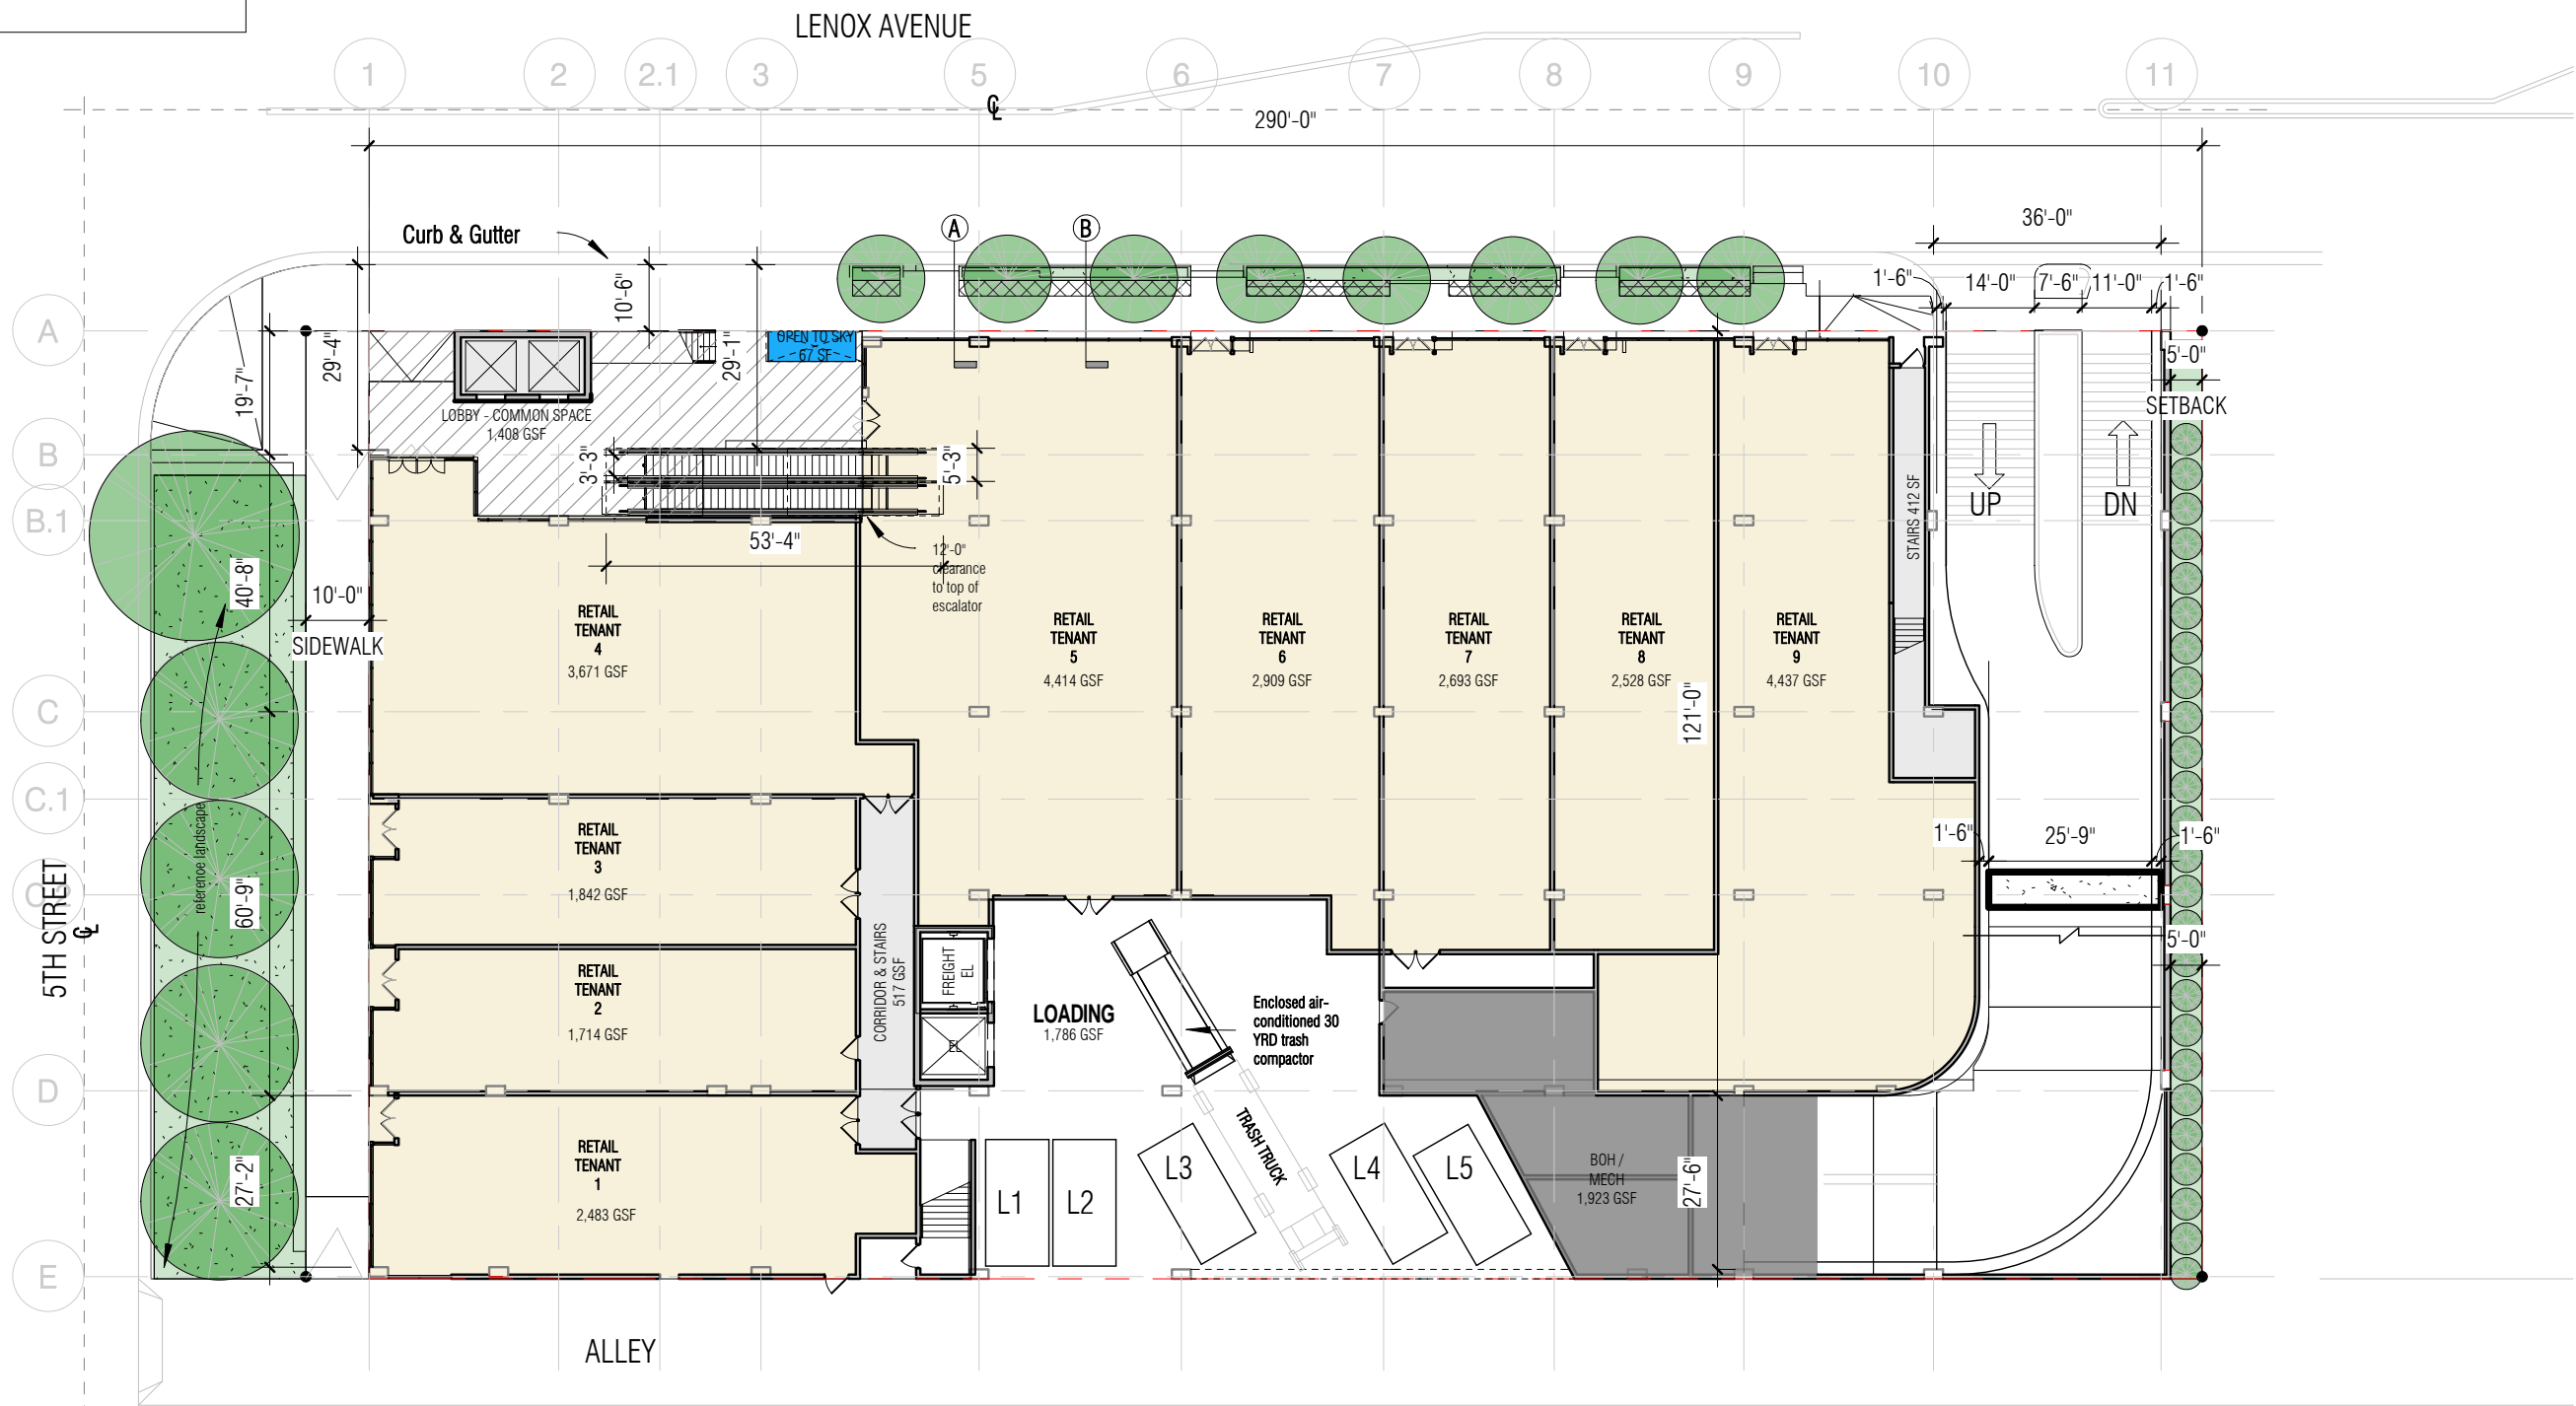 LENOX AVENUE
1
2
2.1
3
5
6
7
8
9
10
11
℄
290'-0"
36'-0"
Curb & Gutter
A
B
1'-6"
14'-0"
7'-6"
11'-0"
1'-6"
10'-6"
29'-4"
29'-1"
19'-7"
A
OPEN TO SKY
67 SF
5'-0"
SETBACK
LOBBY - COMMON SPACE
1,408 GSF
B
3'-3"
5'-3"
B.1
UP
DN
STAIRS 412 SF
53'-4"
12'-0"
clearance
to top of
escalator
40'-8"
10'-0"
SIDEWALK
RETAIL
TENANT
4
3,671 GSF
RETAIL
TENANT
5
4,414 GSF
RETAIL
TENANT
6
2,909 GSF
RETAIL
TENANT
7
2,693 GSF
RETAIL
TENANT
8
2,528 GSF
RETAIL
TENANT
9
4,437 GSF
121'-0"
C
C.1
RETAIL
TENANT
3
1,842 GSF
1'-6"
25'-9"
1'-6"
reference landscape
60'-9"
5TH STREET
℄
5'-0"
CORRIDOR & STAIRS
517 GSF
FREIGHT
EL
EL
RETAIL
TENANT
2
1,714 GSF
LOADING
1,786 GSF
Enclosed air-
conditioned 30
YRD trash
compactor
D
TRASH TRUCK
RETAIL
TENANT
1
2,483 GSF
27'-2"
L1
L2
L3
L4
L5
BOH /
MECH
1,923 GSF
27'-6"
E
ALLEY